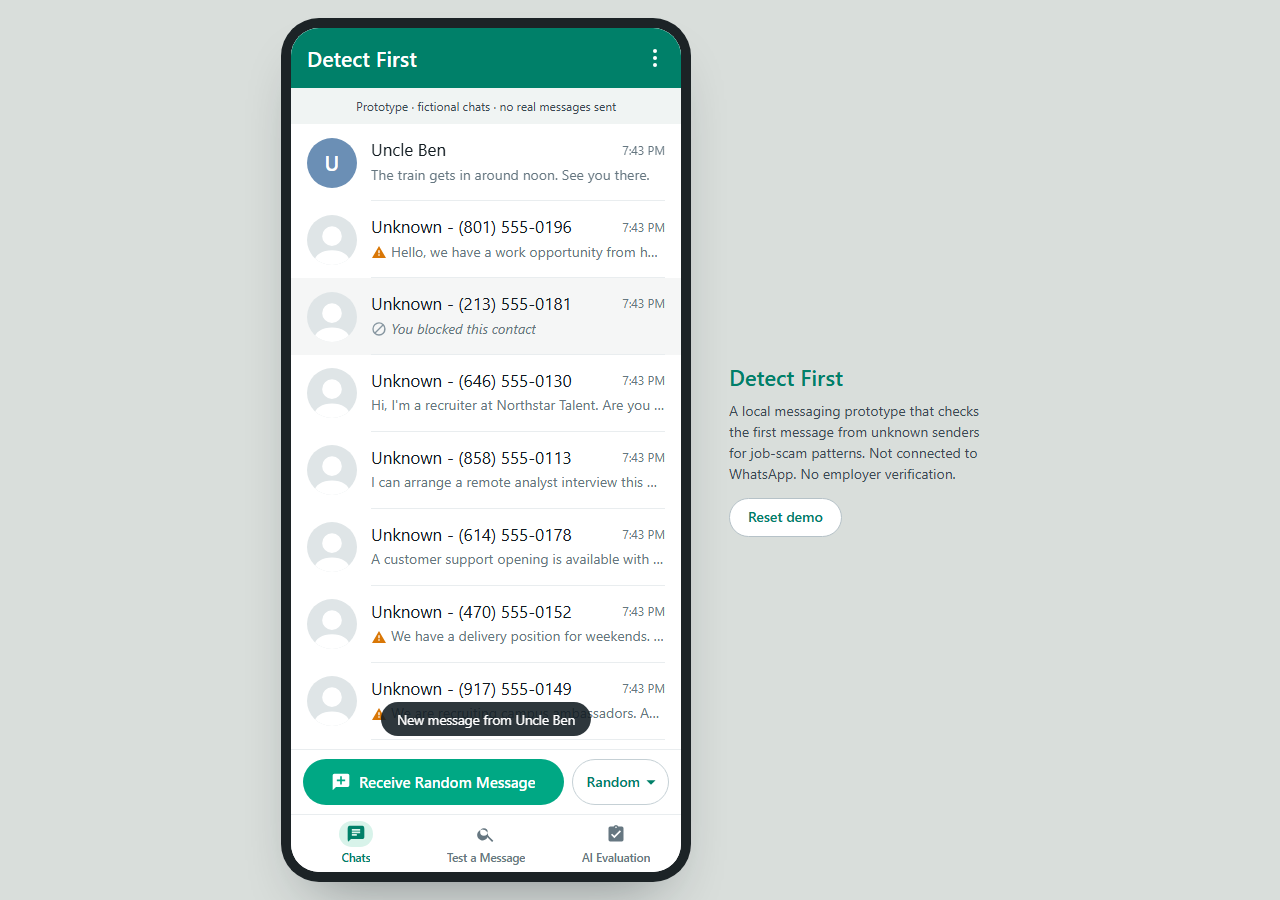 Detect First
Prototype · fictional chats · no real messages sent
U
Uncle Ben
7:43 PM
The train gets in around noon. See you there.
Unknown - (801) 555-0196
7:43 PM
Hello, we have a work opportunity from h...
Unknown - (213) 555-0181
7:43 PM
You blocked this contact
Unknown - (646) 555-0130
7:43 PM
Hi, I'm a recruiter at Northstar Talent. Are you ...
Unknown - (858) 555-0113
7:43 PM
I can arrange a remote analyst interview this ...
Unknown - (614) 555-0178
7:43 PM
A customer support opening is available with ...
Unknown - (470) 555-0152
7:43 PM
We have a delivery position for weekends. ...
Unknown - (917) 555-0149
7:43 PM
We are recruiting campus ambassadors. A...
New message from Uncle Ben
Receive Random Message
Random
Chats
Test a Message
AI Evaluation
Detect First
A local messaging prototype that checks
the first message from unknown senders
for job-scam patterns. Not connected to
WhatsApp. No employer verification.
Reset demo